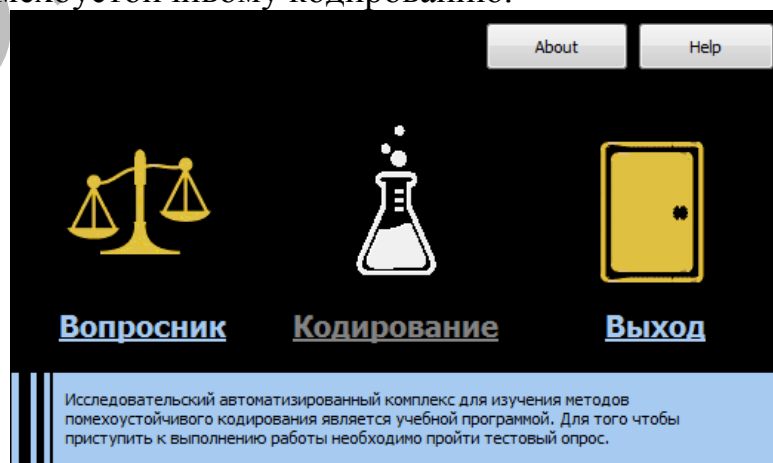 кодированию.
About Help
Вопросник Кодирование Выход
Исследовательский автоматизированный комплекс для изучения методов
помехоустойчивого кодирования является учебной программой. Для того чтобы
приступить к выполнению работы необходимо пройти тестовый опрос.